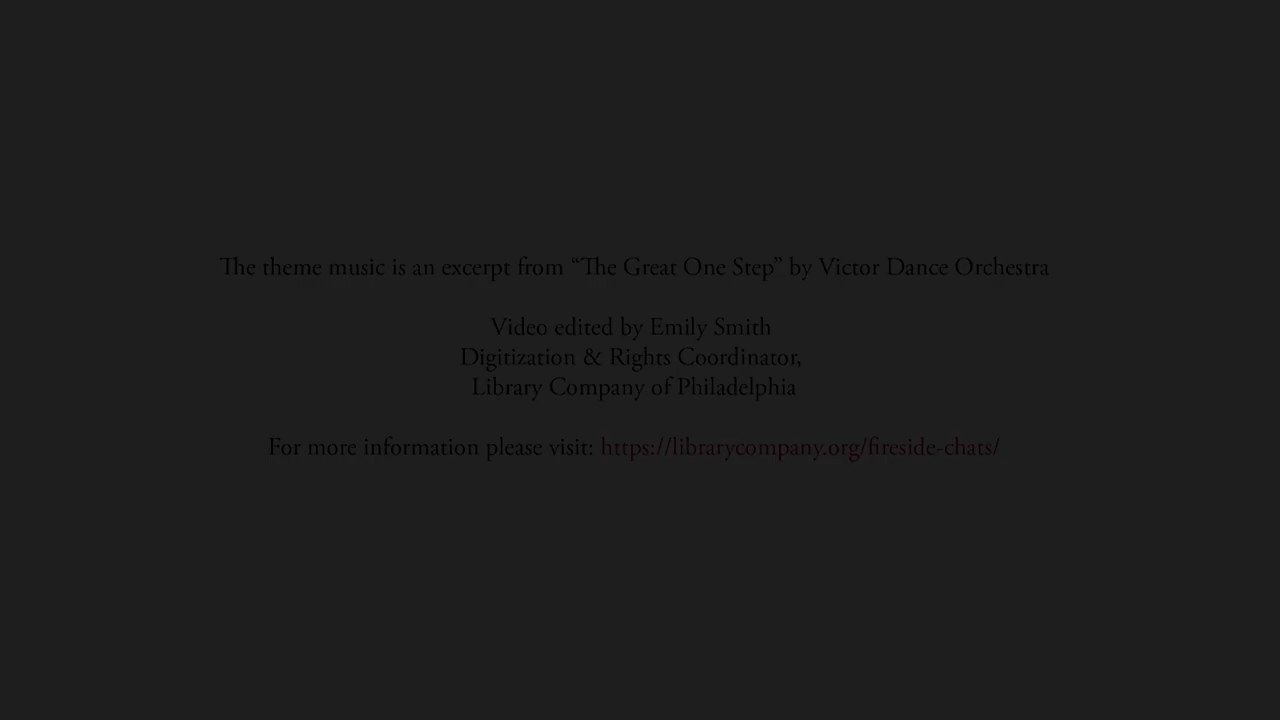 The theme music is an excerpt from “The Great One Step” by Victor Dance Orchestra
Video edited by Emily Smith
Digitization & Rights Coordinator,
Library Company of Philadelphia
For more information please visit: https://librarycompany.org/fireside-chats/